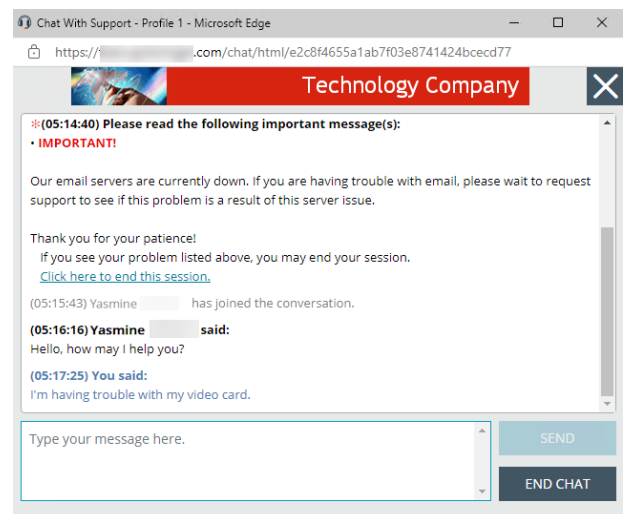 Chat With Support - Profile 1 - Microsoft Edge
https://
.com/chat/html/e2c8f4655a1ab7f03e8741424bcecd77
Technology Company
*(05:14:40) Please read the following important message(s):
• IMPORTANT!
Our email servers are currently down. If you are having trouble with email, please wait to request
support to see if this problem is a result of this server issue.
Thank you for your patience!
If you see your problem listed above, you may end your session.
Click here to end this session.
(05:15:43) Yasmine has joined the conversation.
(05:16:16) Yasmine said:
Hello, how may I help you?
(05:17:25) You said:
I'm having trouble with my video card.
Type your message here.
SEND
END CHAT